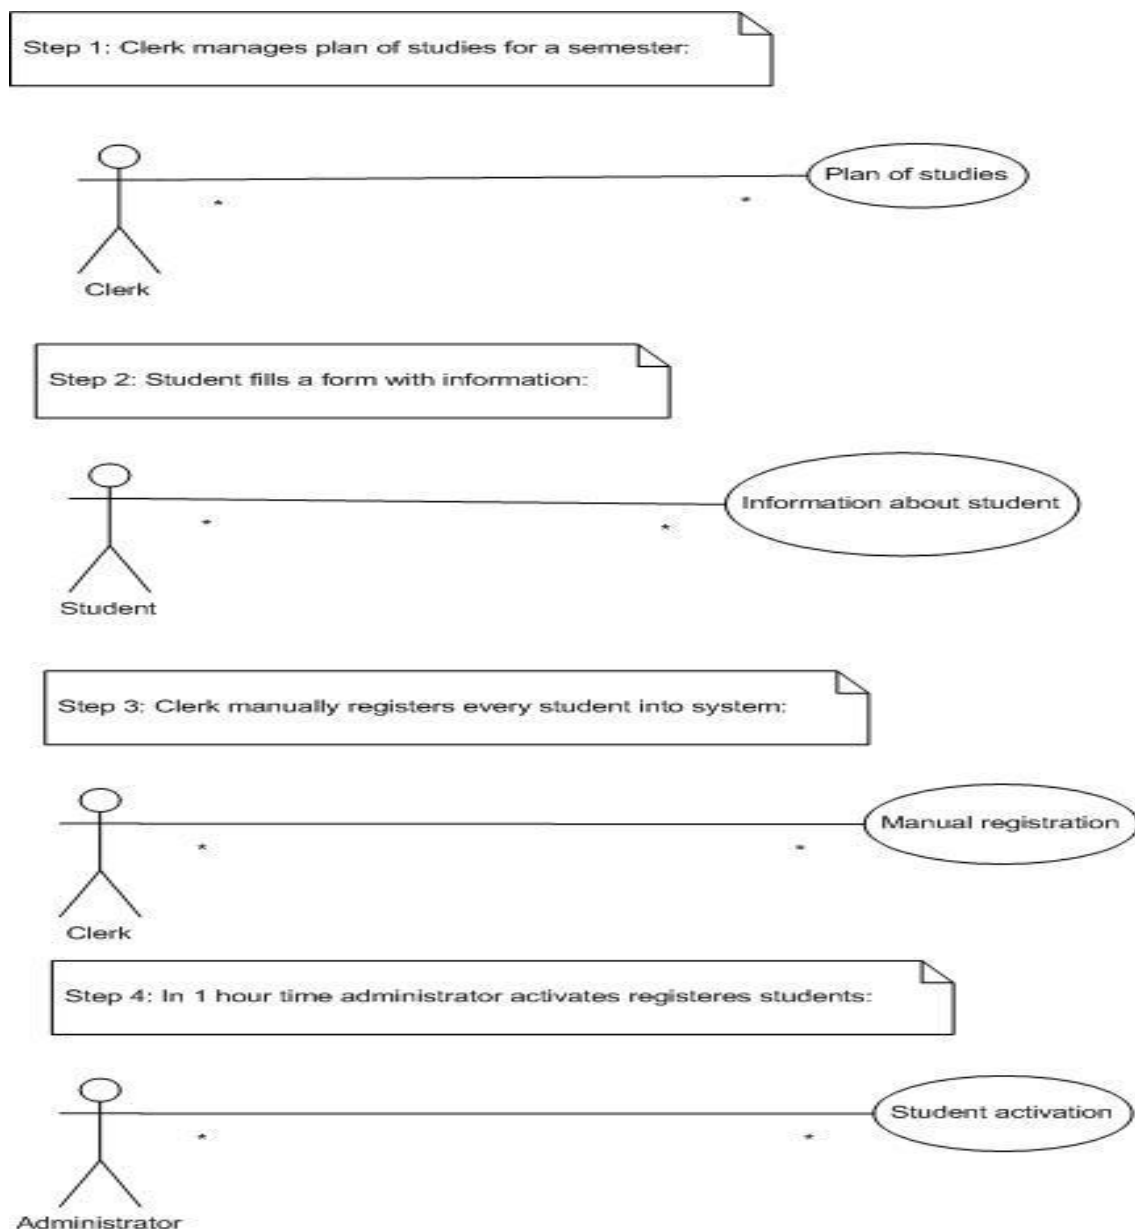 Step 1: Clerk manages plan of studies for a semester:
Plan of studies
*
*
Clerk
Step 2: Student fills a form with information:
Information about student
*
*
Student
Step 3: Clerk manually registers every student into system:
Manual registration
*
*
Clerk
Step 4: In 1 hour time administrator activates registeres students:
Student activation
*
*
Administrator